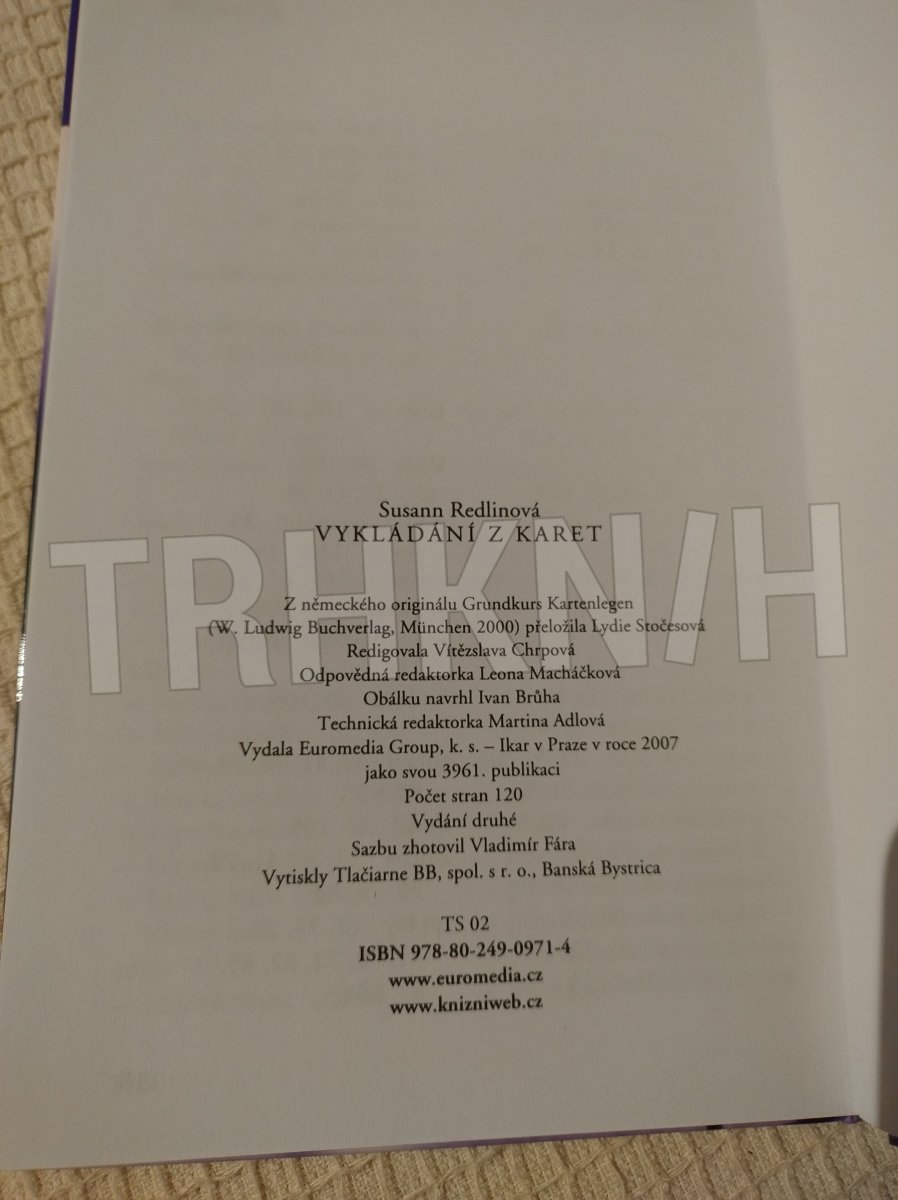 Susann Redlinová
VYKLÁDÁNÍ Z KARET
TRHKNIH
Z německého originálu Grundkurs Kartenlegen
(W. Ludwig Buchverlag, München 2000) přeložila Lydie Stočesová
Redigovala Vítězslava Chrpová
Odpovědná redaktorka Leona Macháčková
Obálku navrhl Ivan Brůha
Technická redaktorka Martina Adlová
Vydala Euromedia Group, k. s. – Ikar v Praze v roce 2007
jako svou 3961. publikaci
Počet stran 120
Vydání druhé
Sazbu zhotovil Vladimír Fára
Vytiskly Tlačiarne BB, spol. s r. o., Banská Bystrica
TS 02
ISBN 978-80-249-0971-4
www.euromedia.cz
www.knizniweb.cz